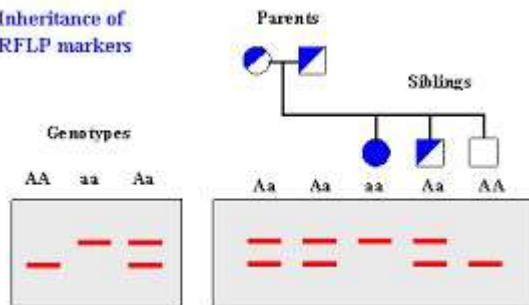 Inheritance of
RFLP markers
Parents
Siblings
Genotypes
AA aa Aa
Aa Aa aa Aa AA